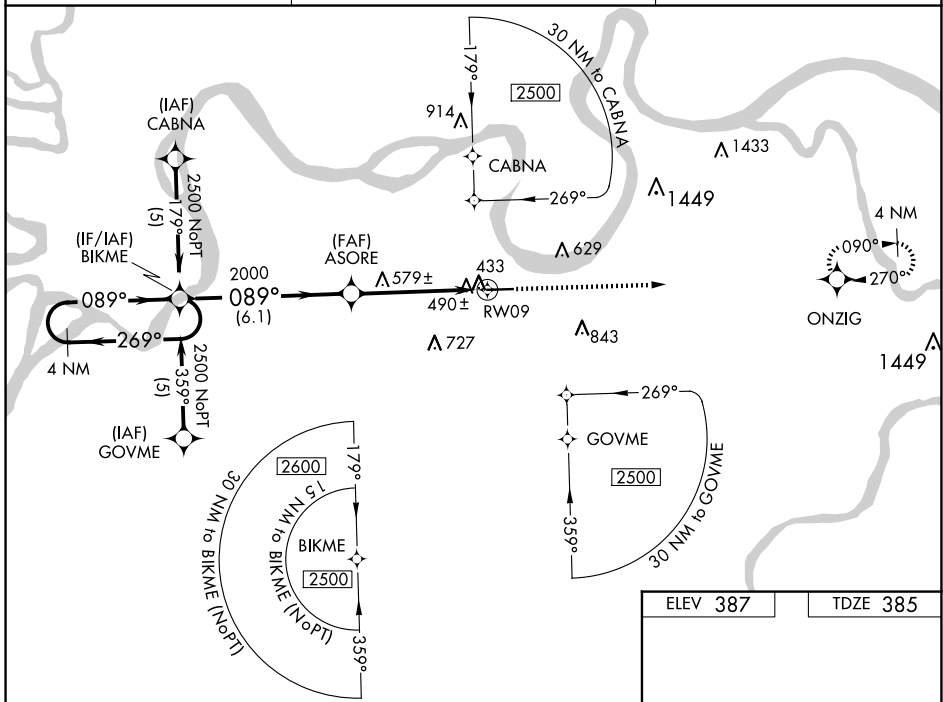 30 NM to CABNA
179°
2500
914
CABNA
269°
1433
1449
(IAF)
CABNA
2500 NoPT
179°
(5)
(IF/IAF)
BIKME
089°
2000
089°
(6.1)
(FAF)
ASORE
579±
433
490±
RW09
629
4 NM
090°
270°
ONZIG
269°
4 NM
2500 NoPT
359°
(5)
(IAF)
GOVME
727
843
1449
269°
GOVME
2500
359°
30 NM to GOVME
2600
179°
30 NM to BIKME (NoPT)
15 NM to BIKME (NoPT)
BIKME
2500
359°
ELEV 387
TDZE 385